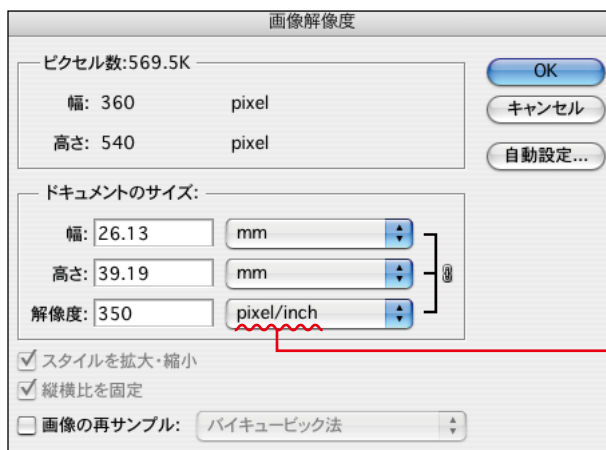 画像解像度
ピクセル数:569.5K
幅: 360 pixel
高さ: 540 pixel
OK
キャンセル
自動設定...
ドキュメントのサイズ:
幅: 26.13 mm
高さ: 39.19 mm
解像度: 350 pixel/inch
スタイルを拡大・縮小
縦横比を固定
画像の再サンプル: バイキュービック法